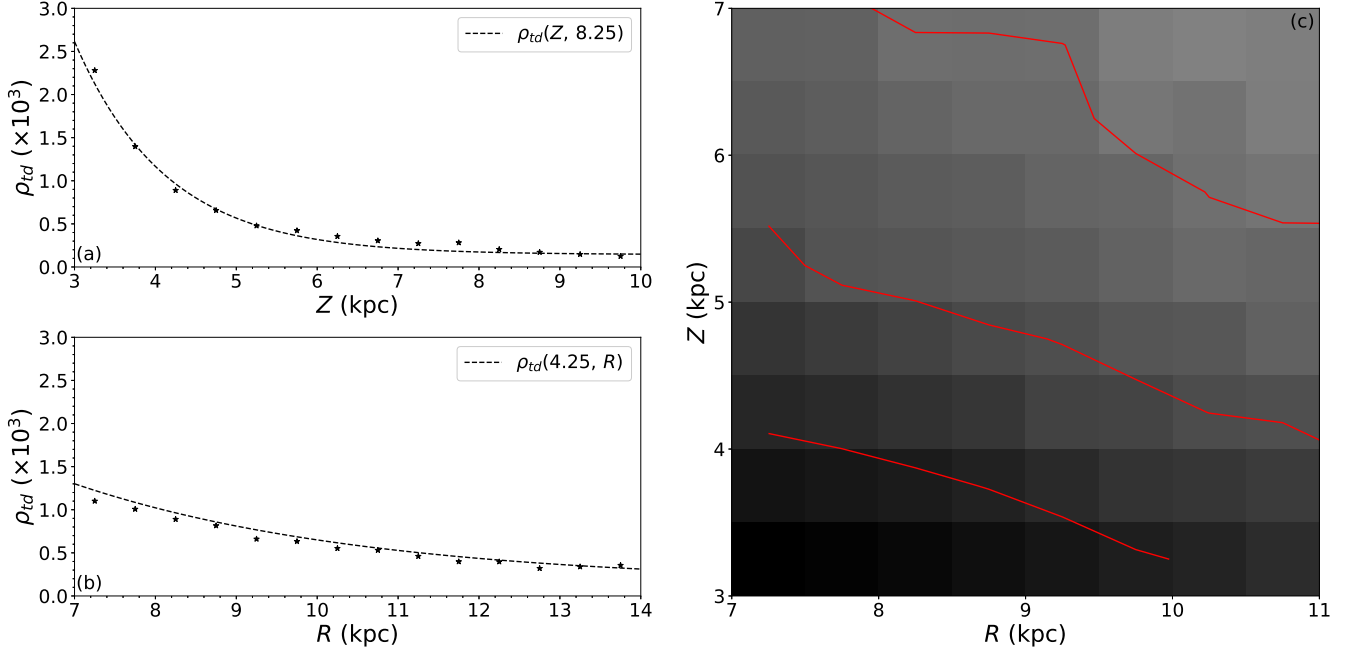 3.0
2.5
2.0
1.5
1.0
0.5
0.0
ρtd (×10³)
ρtd(Z, 8.25)
(a)
3 4 5 6 7 8 9 10
Z (kpc)
3.0
2.5
2.0
1.5
1.0
0.5
0.0
ρtd (×10³)
ρtd(4.25, R)
(b)
7 8 9 10 11 12 13 14
R (kpc)
7
6
5
4
3
Z (kpc)
(c)
7 8 9 10 11
R (kpc)